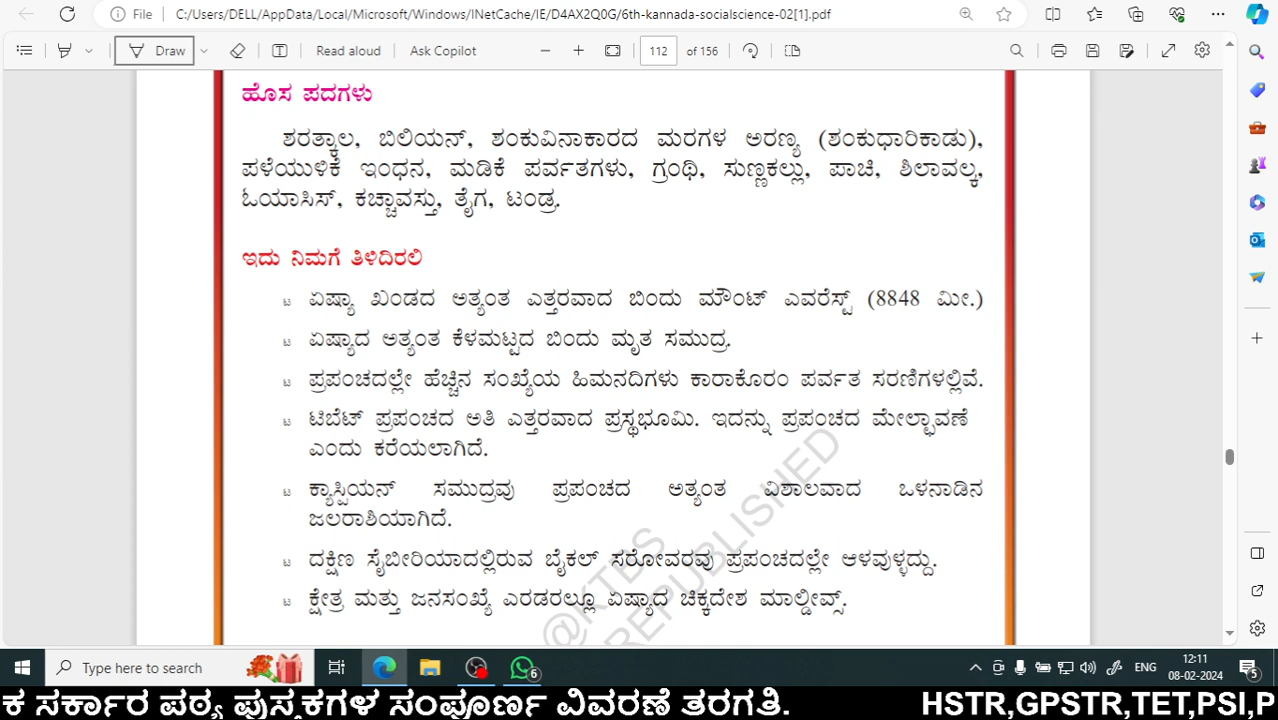 File
C:/Users/DELL/AppData/Local/Microsoft/Windows/INetCache/IE/D4AX2Q0G/6th-kannada-socialscience-02[1].pdf
Draw
Read aloud
Ask Copilot
112 of 156
ಹೊಸ ಪದಗಳು
ಶರತ್ಕಾಲ, ಬಿಲಿಯನ್, ಶಂಕುವಿನಾಕಾರದ ಮರಗಳ ಅರಣ್ಯ (ಶಂಕುಧಾರಿಕಾಡು),
ಪಳೆಯುಳಿಕೆ ಇಂಧನ, ಮಡಿಕೆ ಪರ್ವತಗಳು, ಗ್ರಂಥಿ, ಸುಣ್ಣಕಲ್ಲು, ಪಾಚಿ, ಶಿಲಾವಲ್ಕ,
ಓಯಾಸಿಸ್, ಕಚ್ಚಾವಸ್ತು, ತೈಗ, ಟಂಡ್ರ.
ಇದು ನಿಮಗೆ ತಿಳಿದಿರಲಿ
ಏಷ್ಯಾ ಖಂಡದ ಅತ್ಯಂತ ಎತ್ತರವಾದ ಬಿಂದು ಮೌಂಟ್ ಎವರೆಸ್ಟ್ (8848 ಮೀ.)
ಏಷ್ಯಾದ ಅತ್ಯಂತ ಕೆಳಮಟ್ಟದ ಬಿಂದು ಮೃತ ಸಮುದ್ರ.
ಪ್ರಪಂಚದಲ್ಲೇ ಹೆಚ್ಚಿನ ಸಂಖ್ಯೆಯ ಹಿಮನದಿಗಳು ಕಾರಾಕೊರಂ ಪರ್ವತ ಸರಣಿಗಳಲ್ಲಿವೆ.
ಟಿಬೆಟ್ ಪ್ರಪಂಚದ ಅತಿ ಎತ್ತರವಾದ ಪ್ರಸ್ಥಭೂಮಿ. ಇದನ್ನು ಪ್ರಪಂಚದ ಮೇಲ್ಛಾವಣೆ
ಎಂದು ಕರೆಯಲಾಗಿದೆ.
ಕ್ಯಾಸ್ಪಿಯನ್ ಸಮುದ್ರವು ಪ್ರಪಂಚದ ಅತ್ಯಂತ ವಿಶಾಲವಾದ ಒಳನಾಡಿನ
ಜಲರಾಶಿಯಾಗಿದೆ.
ದಕ್ಷಿಣ ಸೈಬೀರಿಯಾದಲ್ಲಿರುವ ಬೈಕಲ್ ಸರೋವರವು ಪ್ರಪಂಚದಲ್ಲೇ ಆಳವುಳ್ಳದ್ದು.
ಕ್ಷೇತ್ರ ಮತ್ತು ಜನಸಂಖ್ಯೆ ಎರಡರಲ್ಲೂ ಏಷ್ಯಾದ ಚಿಕ್ಕದೇಶ ಮಾಲ್ಡೀವ್ಸ್.
@KTBS
REPUBLISHED
Type here to search
6
ENG
12:11
08-02-2024
5
ಕ ಸರ್ಕಾರ ಪಠ್ಯ ಪುಸ್ತಕಗಳ ಸಂಪೂರ್ಣ ವಿವರಣೆ ತರಗತಿ.
HSTR,GPSTR,TET,PSI,P